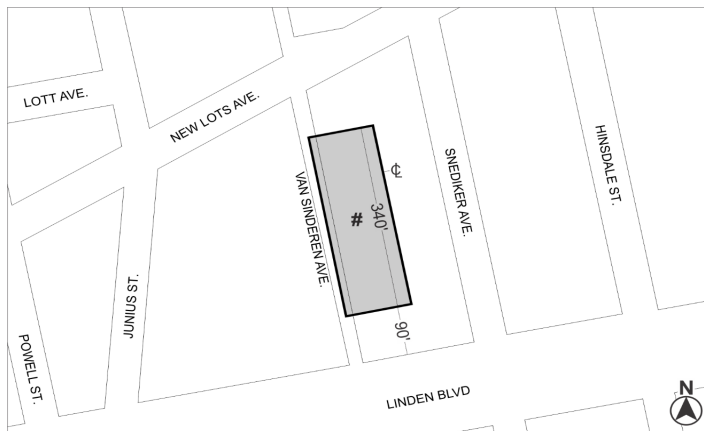 LOTT AVE.
NEW LOTS AVE.
VAN SINDEREN AVE.
SNEDIKER AVE.
HINSDALE ST.
℄
340'
#
90'
JUNIUS ST.
POWELL ST.
LINDEN BLVD
N